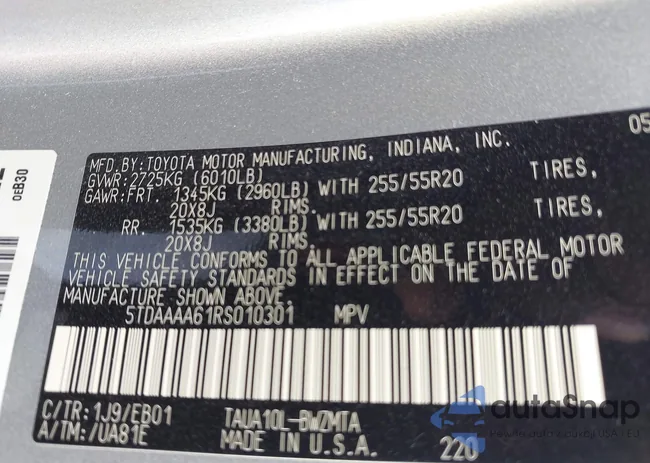 05
MFD.BY:TOYOTA MOTOR MANUFACTURING, INDIANA, INC.
GVWR:2725KG (6010LB)
GAWR:FRT. 1345KG (2960LB) WITH 255/55R20 TIRES,
20X8J RIMS.
RR. 1535KG (3380LB) WITH 255/55R20 TIRES,
20X8J RIMS.
THIS VEHICLE CONFORMS TO ALL APPLICABLE FEDERAL MOTOR
VEHICLE SAFETY STANDARDS IN EFFECT ON THE DATE OF
MANUFACTURE SHOWN ABOVE.
5TDAAAA61RS010301 MPV
C/TR:1J9/EB01 TAUA10L-BWZMTA
A/TM:/UA81E MADE IN U.S.A. 220
0EB30
autoSnap